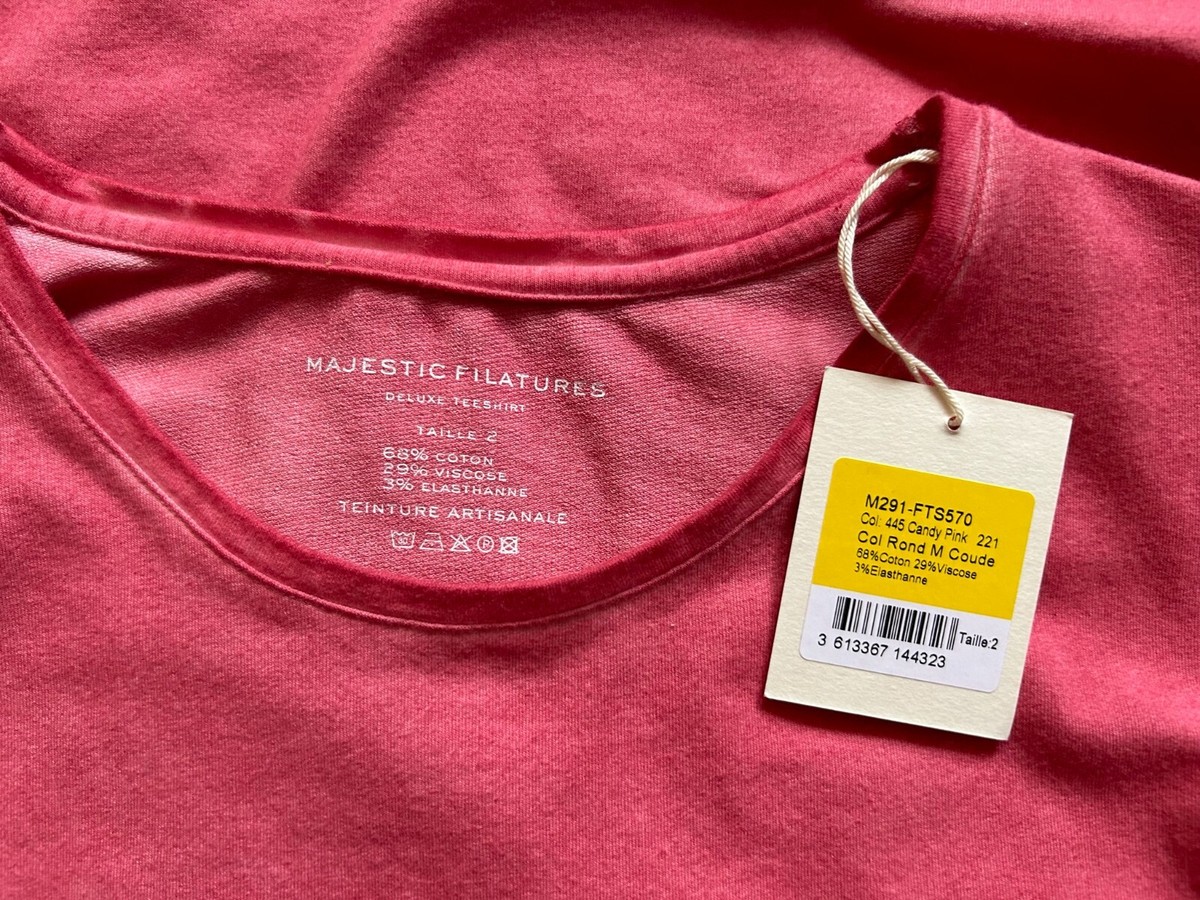 MAJESTIC FILATURES
DELUXE TEESHIRT
TAILLE 2
68% COTON
29% VISCOSE
3% ELASTHANNE
TEINTURE ARTISANALE
M291-FTS570
Col: 445 Candy Pink 221
Col Rond M Coude
68%Coton 29%Viscose
3%Elasthanne
Taille:2
3 613367 144323